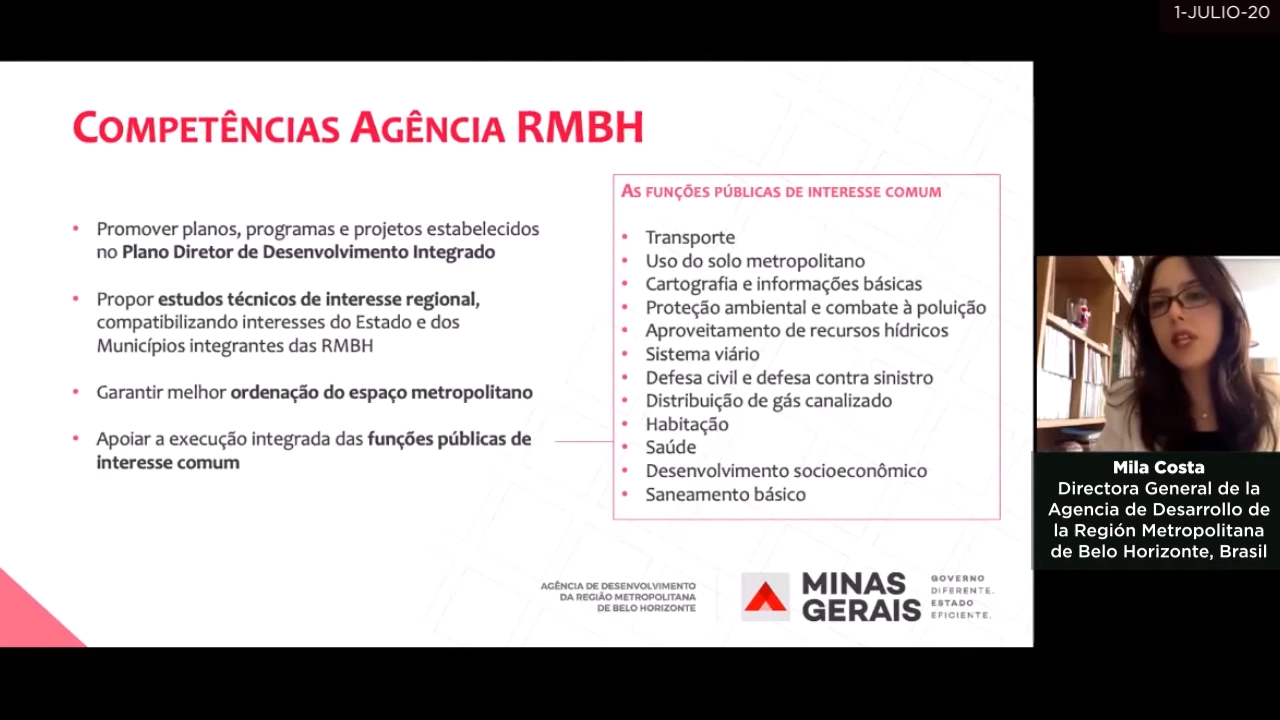 1-JULIO-20
COMPETÊNCIAS AGÊNCIA RMBH
• Promover planos, programas e projetos estabelecidos
no Plano Diretor de Desenvolvimento Integrado
• Propor estudos técnicos de interesse regional,
compatibilizando interesses do Estado e dos
Municípios integrantes das RMBH
• Garantir melhor ordenação do espaço metropolitano
• Apoiar a execução integrada das funções públicas de
interesse comum
AS FUNÇÕES PÚBLICAS DE INTERESSE COMUM
• Transporte
• Uso do solo metropolitano
• Cartografia e informações básicas
• Proteção ambiental e combate à poluição
• Aproveitamento de recursos hídricos
• Sistema viário
• Defesa civil e defesa contra sinistro
• Distribuição de gás canalizado
• Habitação
• Saúde
• Desenvolvimento socioeconômico
• Saneamento básico
AGÊNCIA DE DESENVOLVIMENTO
DA REGIÃO METROPOLITANA
DE BELO HORIZONTE
MINAS
GERAIS
GOVERNO
DIFERENTE.
ESTADO
EFICIENTE.
Mila Costa
Directora General de la
Agencia de Desarrollo de
la Región Metropolitana
de Belo Horizonte, Brasil